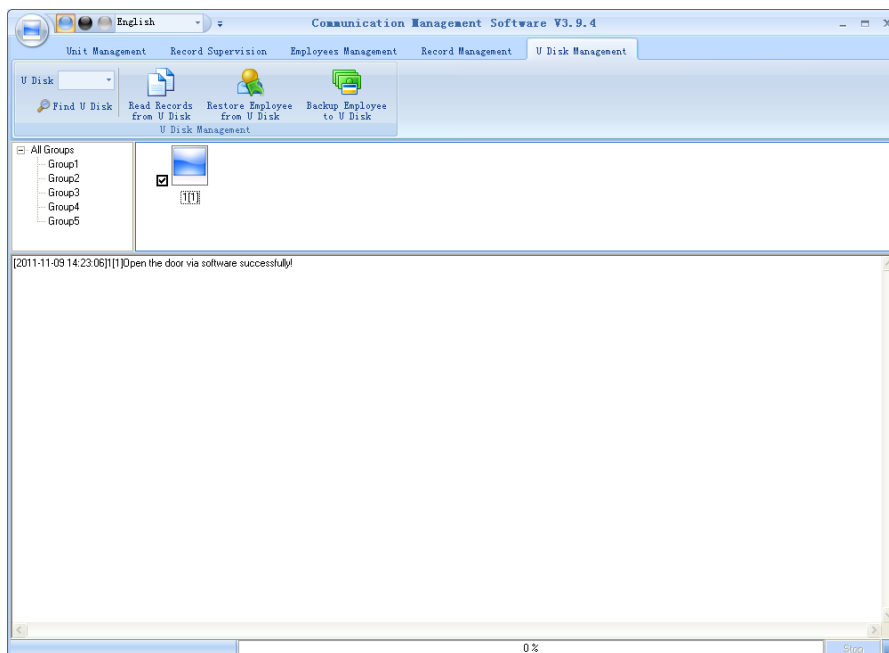 English
Communication Management Software V3.9.4
Unit Management Record Supervision Employees Management Record Management U Disk Management
U Disk
Find U Disk
Read Records
from U Disk
Restore Employee
from U Disk
Backup Employee
to U Disk
U Disk Management
All Groups
Group1
Group2
Group3
Group4
Group5
1[1]
[2011-11-09 14:23:06]1[1]Open the door via software successfully!
0 %
Stop